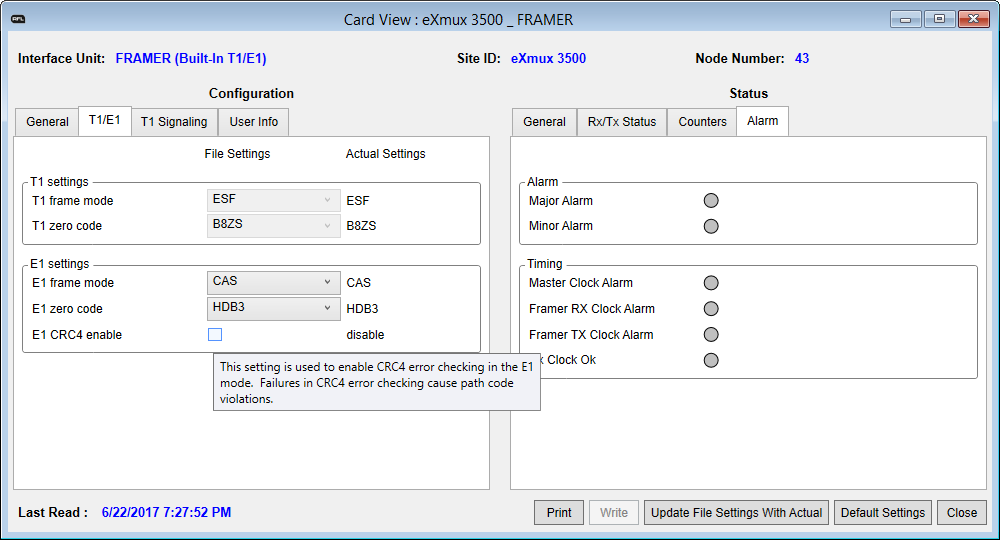 RFL
Card View : eXmux 3500 _ FRAMER
Interface Unit: FRAMER (Built-In T1/E1) Site ID: eXmux 3500 Node Number: 43
Configuration
General T1/E1 T1 Signaling User Info
File Settings Actual Settings
T1 settings
T1 frame mode ESF ESF
T1 zero code B8ZS B8ZS
E1 settings
E1 frame mode CAS CAS
E1 zero code HDB3 HDB3
E1 CRC4 enable disable
This setting is used to enable CRC4 error checking in the E1
mode. Failures in CRC4 error checking cause path code
violations.
Status
General Rx/Tx Status Counters Alarm
Alarm
Major Alarm
Minor Alarm
Timing
Master Clock Alarm
Framer RX Clock Alarm
Framer TX Clock Alarm
Clock Ok
Last Read : 6/22/2017 7:27:52 PM
Print Write Update File Settings With Actual Default Settings Close